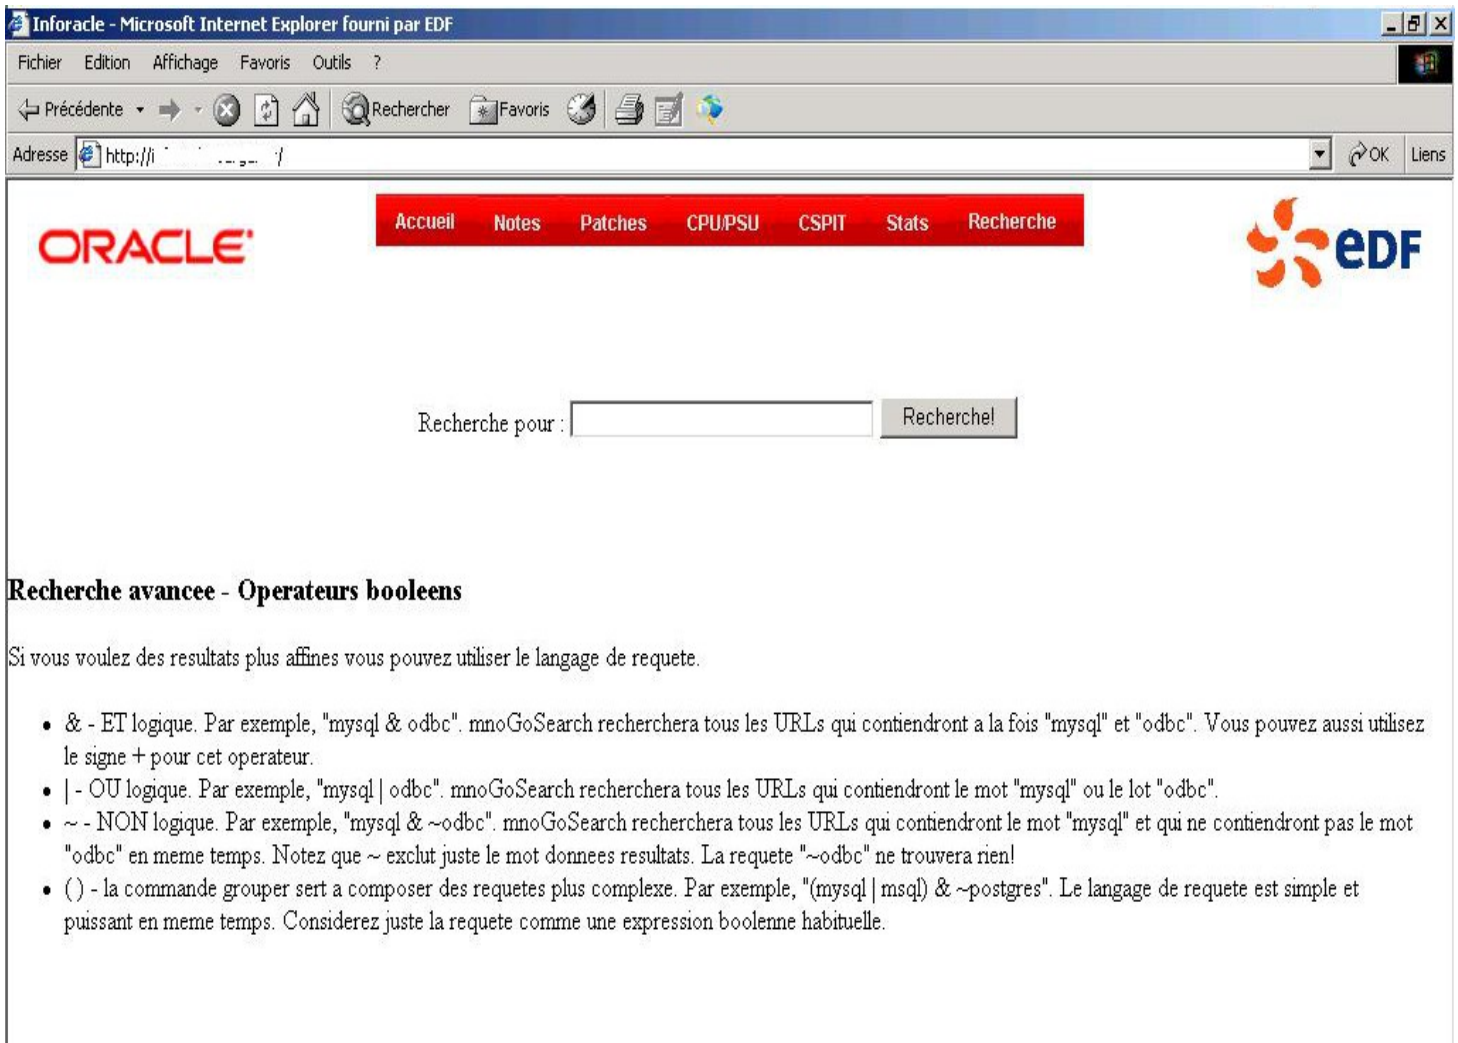 Inforacle - Microsoft Internet Explorer fourni par EDF
Fichier Edition Affichage Favoris Outils ?
Précédente Rechercher Favoris
Adresse http://i OK Liens
ORACLE Accueil Notes Patches CPU/PSU CSPIT Stats Recherche eDF
Recherche pour : Recherche!
Recherche avancee - Operateurs booleens
Si vous voulez des resultats plus affines vous pouvez utiliser le langage de requete.
• & - ET logique. Par exemple, "mysql & odbc". mnoGoSearch recherchera tous les URLs qui contiendront a la fois "mysql" et "odbc". Vous pouvez aussi utilisez
le signe + pour cet operateur.
• | - OU logique. Par exemple, "mysql | odbc". mnoGoSearch recherchera tous les URLs qui contiendront le mot "mysql" ou le lot "odbc".
• ~ - NON logique. Par exemple, "mysql & ~odbc". mnoGoSearch recherchera tous les URLs qui contiendront le mot "mysql" et qui ne contiendront pas le mot
"odbc" en meme temps. Notez que ~ exclut juste le mot donnees resultats. La requete "~odbc" ne trouvera rien!
• ( ) - la commande grouper sert a composer des requetes plus complexe. Par exemple, "(mysql | msql) & ~postgres". Le langage de requete est simple et
puissant en meme temps. Considerez juste la requete comme une expression boolenne habituelle.